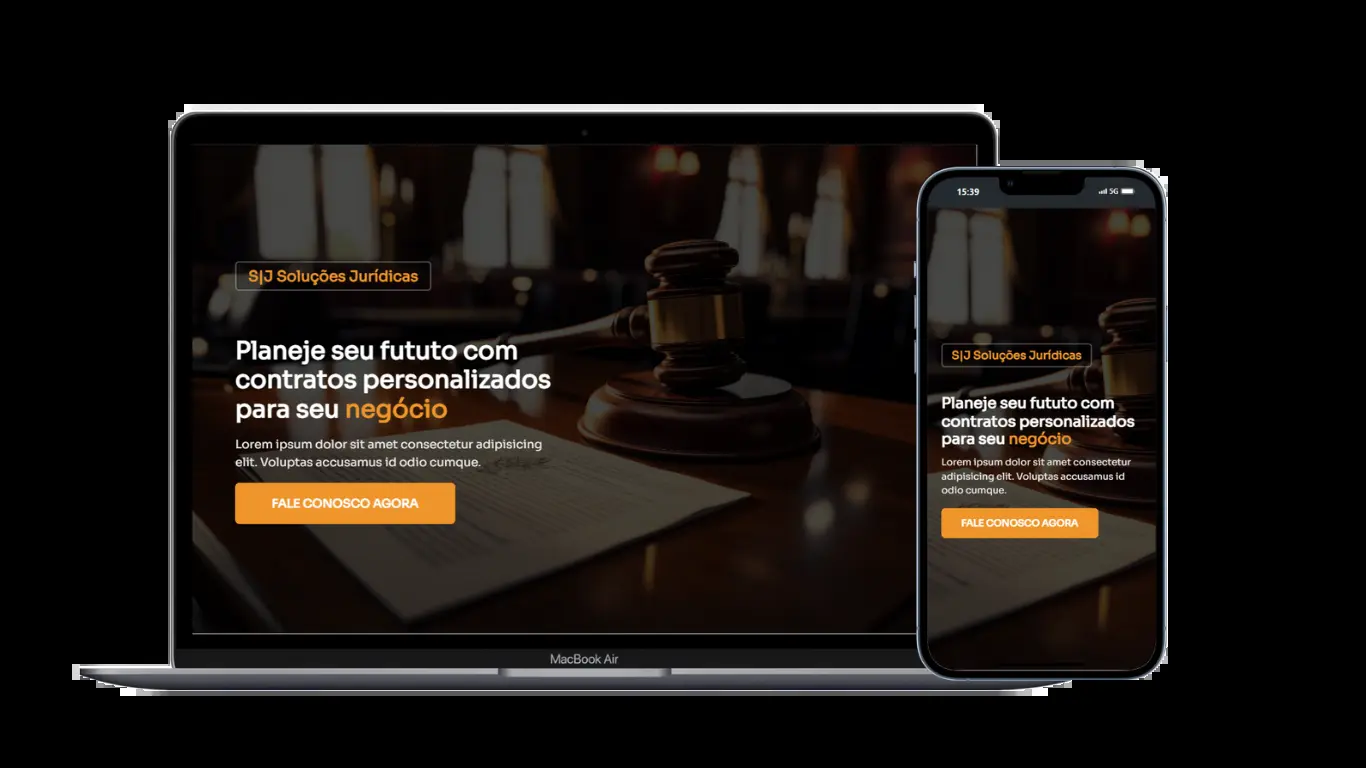 S|J Soluções Jurídicas
Planeje seu fututo com
contratos personalizados
para seu negócio
Lorem ipsum dolor sit amet consectetur adipisicing
elit. Voluptas accusamus id odio cumque.
FALE CONOSCO AGORA
MacBook Air
15:39
5G
S|J Soluções Jurídicas
Planeje seu fututo com
contratos personalizados
para seu negócio
Lorem ipsum dolor sit amet consectetur
adipisicing elit. Voluptas accusamus id
odio cumque.
FALE CONOSCO AGORA